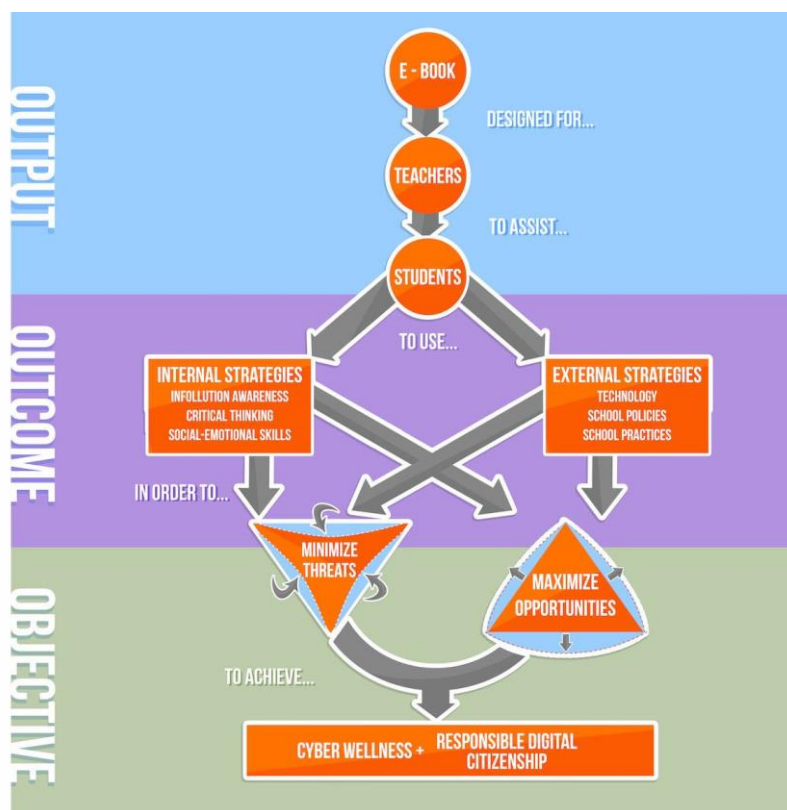 OUTPUT
E - BOOK
DESIGNED FOR...
TEACHERS
TO ASSIST...
STUDENTS
OUTCOME
TO USE...
INTERNAL STRATEGIES
INFOLLUTION AWARENESS
CRITICAL THINKING
SOCIAL-EMOTIONAL SKILLS
EXTERNAL STRATEGIES
TECHNOLOGY
SCHOOL POLICIES
SCHOOL PRACTICES
IN ORDER TO...
OBJECTIVE
MINIMIZE
THREATS
MAXIMIZE
OPPORTUNITIES
TO ACHIEVE...
CYBER WELLNESS + RESPONSIBLE DIGITAL
CITIZENSHIP